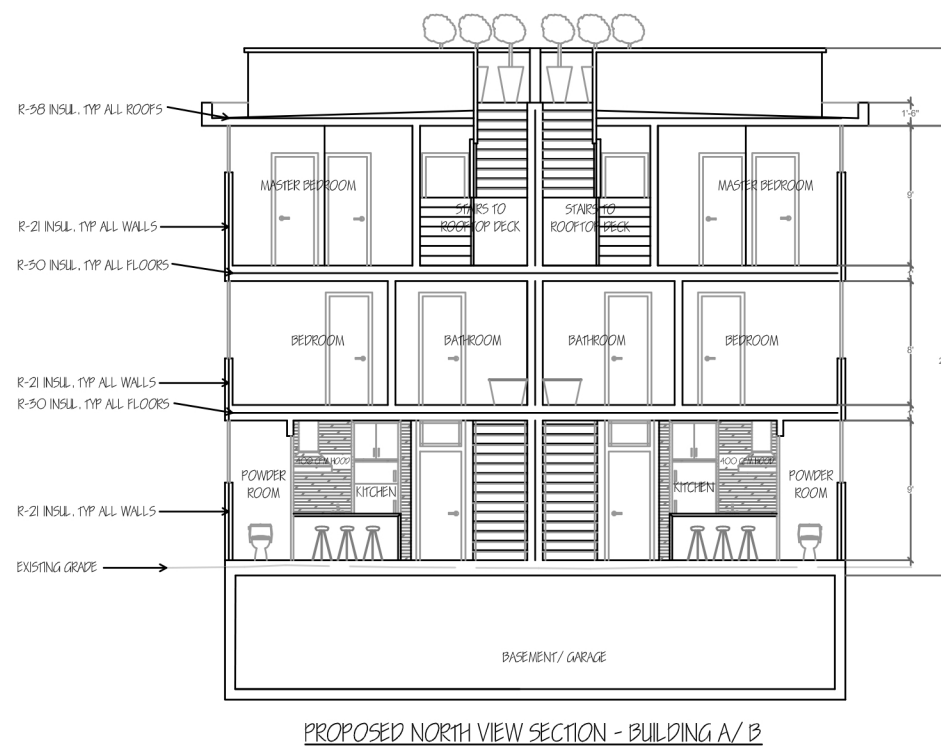 R-38 INSUL. TYP ALL ROOFS
1'-6"
MASTER BEDROOM
MASTER BEDROOM
9'
STAIRS TO
ROOFTOP DECK
STAIRS TO
ROOFTOP DECK
R-21 INSUL. TYP ALL WALLS
R-30 INSUL. TYP ALL FLOORS
BEDROOM
BATHROOM
BATHROOM
BEDROOM
8'
R-21 INSUL. TYP ALL WALLS
R-30 INSUL. TYP ALL FLOORS
400 CFM HOOD
400 CFM HOOD
POWDER
ROOM
KITCHEN
KITCHEN
POWDER
ROOM
9'
R-21 INSUL. TYP ALL WALLS
EXISTING GRADE
BASEMENT/ GARAGE
PROPOSED NORTH VIEW SECTION - BUILDING A/ B